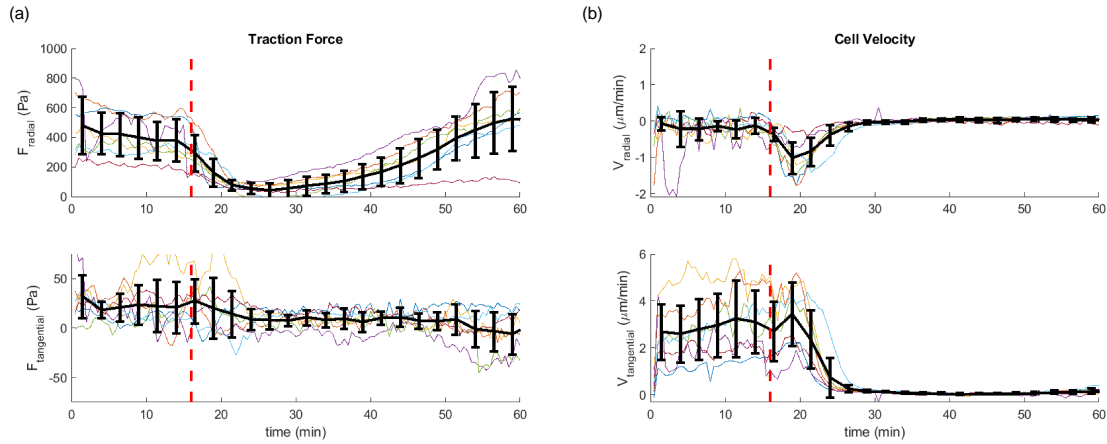 (a)
Traction Force
F_radial (Pa)
1000
800
600
400
200
0
0 10 20 30 40 50 60
F_tangential (Pa)
50
0
-50
0 10 20 30 40 50 60
time (min)
(b)
Cell Velocity
V_radial (μm/min)
2
1
0
-1
-2
0 10 20 30 40 50 60
V_tangential (μm/min)
6
4
2
0
0 10 20 30 40 50 60
time (min)